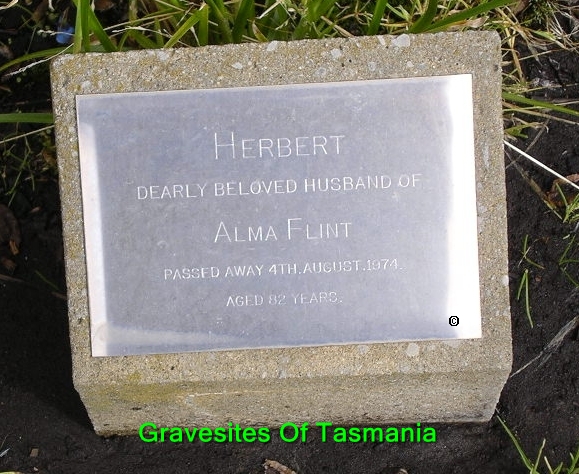 HERBERT
DEARLY BELOVED HUSBAND OF
ALMA FLINT
PASSED AWAY 4TH.AUGUST.1974.
AGED 82 YEARS.
©
Gravesites Of Tasmania